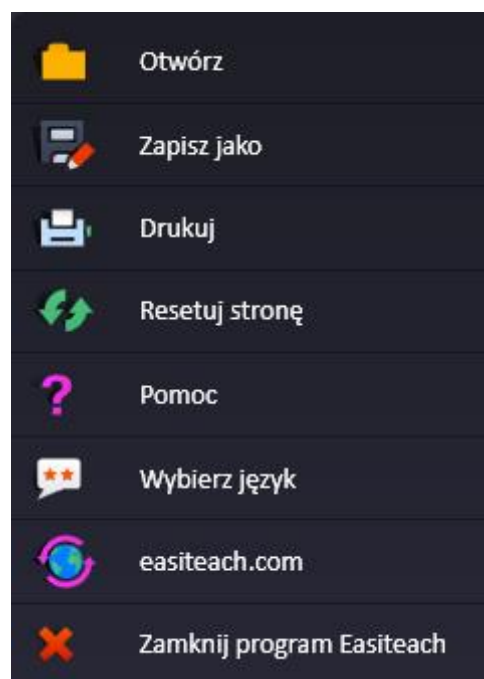 Otwórz
Zapisz jako
Drukuj
Resetuj stronę
Pomoc
Wybierz język
easiteach.com
Zamknij program Easiteach